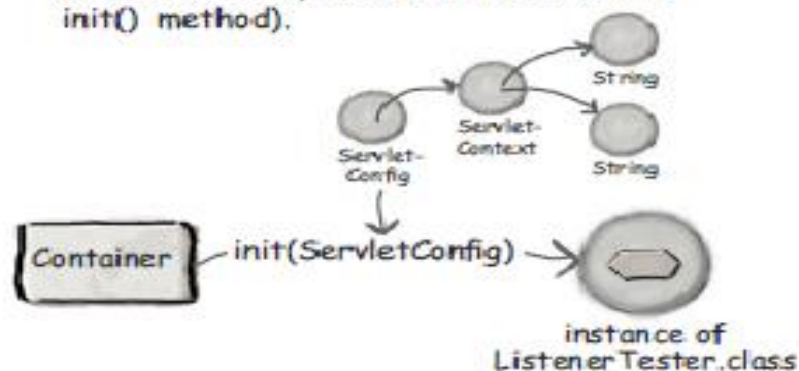 init() method).
String
Servlet-
Context
Servlet-
Config
String
Container
init(ServletConfig)
instance of
ListenerTester.class